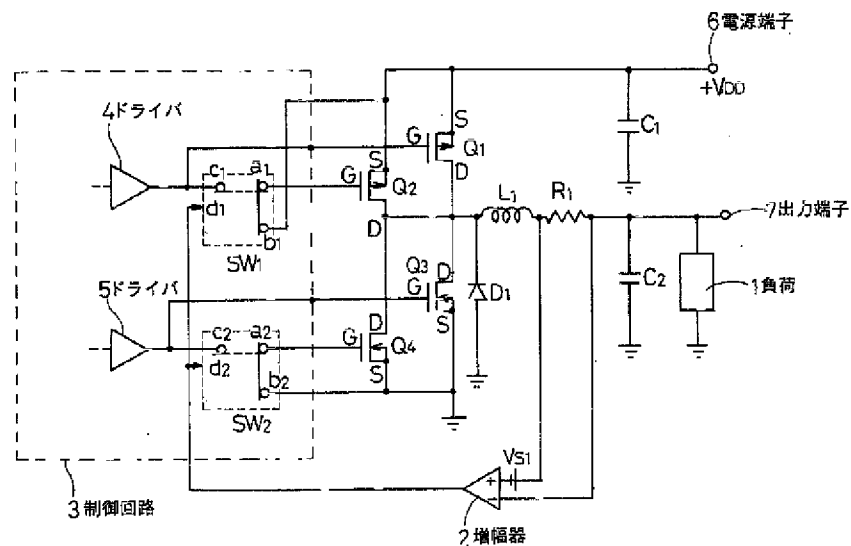 6電源端子
+VDD
4ドライバ
C1
S
G
Q1
D
c1
a1
G
S
Q2
d1
D
b1
SW1
L1
R1
7出力端子
Q3
D
G
S
D1
C2
1負荷
5ドライバ
c2
a2
D
G
Q4
S
d2
b2
SW2
VS1
+
−
3制御回路
2増幅器